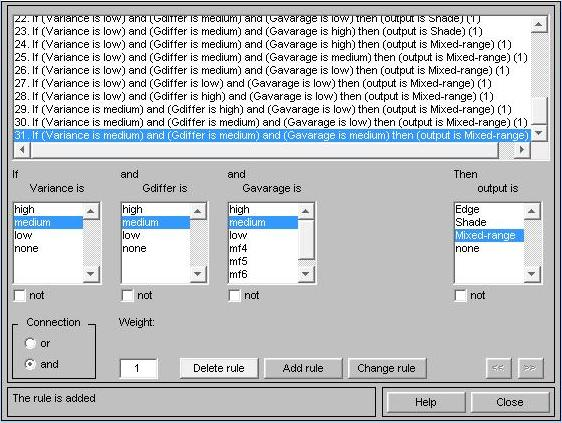 22. If (Variance is low) and (Gdiffer is medium) and (Gavarage is low) then (output is Shade) (1)
23. If (Variance is low) and (Gdiffer is medium) and (Gavarage is high) then (output is Shade) (1)
24. If (Variance is low) and (Gdiffer is medium) and (Gavarage is high) then (output is Mixed-range) (1)
25. If (Variance is low) and (Gdiffer is medium) and (Gavarage is medium) then (output is Mixed-range) (1)
26. If (Variance is low) and (Gdiffer is medium) and (Gavarage is low) then (output is Mixed-range) (1)
27. If (Variance is low) and (Gdiffer is low) and (Gavarage is low) then (output is Mixed-range) (1)
28. If (Variance is low) and (Gdiffer is high) and (Gavarage is low) then (output is Mixed-range) (1)
29. If (Variance is medium) and (Gdiffer is high) and (Gavarage is low) then (output is Mixed-range) (1)
30. If (Variance is medium) and (Gdiffer is medium) and (Gavarage is low) then (output is Mixed-range) (1)
31. If (Variance is medium) and (Gdiffer is medium) and (Gavarage is medium) then (output is Mixed-range)
If and and Then
Variance is Gdiffer is Gavarage is output is
high high high Edge
medium medium medium Shade
low low low Mixed-range
none none mf4 none
mf5
mf6
not not not
Connection Weight:
or
and 1 Delete rule Add rule Change rule << >>
The rule is added Help Close